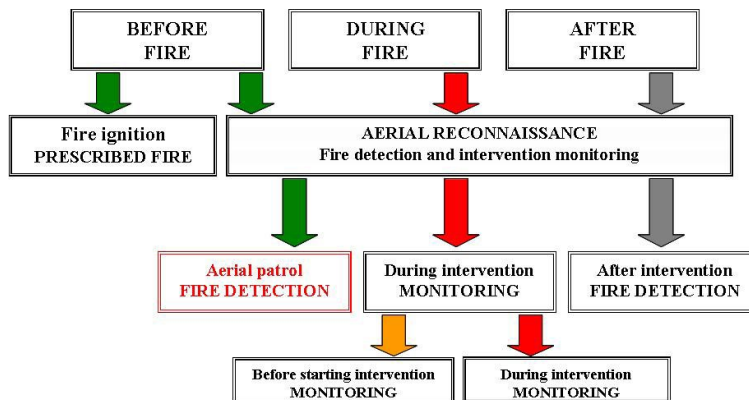 BEFORE
FIRE
DURING
FIRE
AFTER
FIRE
Fire ignition
PRESCRIBED FIRE
AERIAL RECONNAISSANCE
Fire detection and intervention monitoring
Aerial patrol
FIRE DETECTION
During intervention
MONITORING
After intervention
FIRE DETECTION
Before starting intervention
MONITORING
During intervention
MONITORING